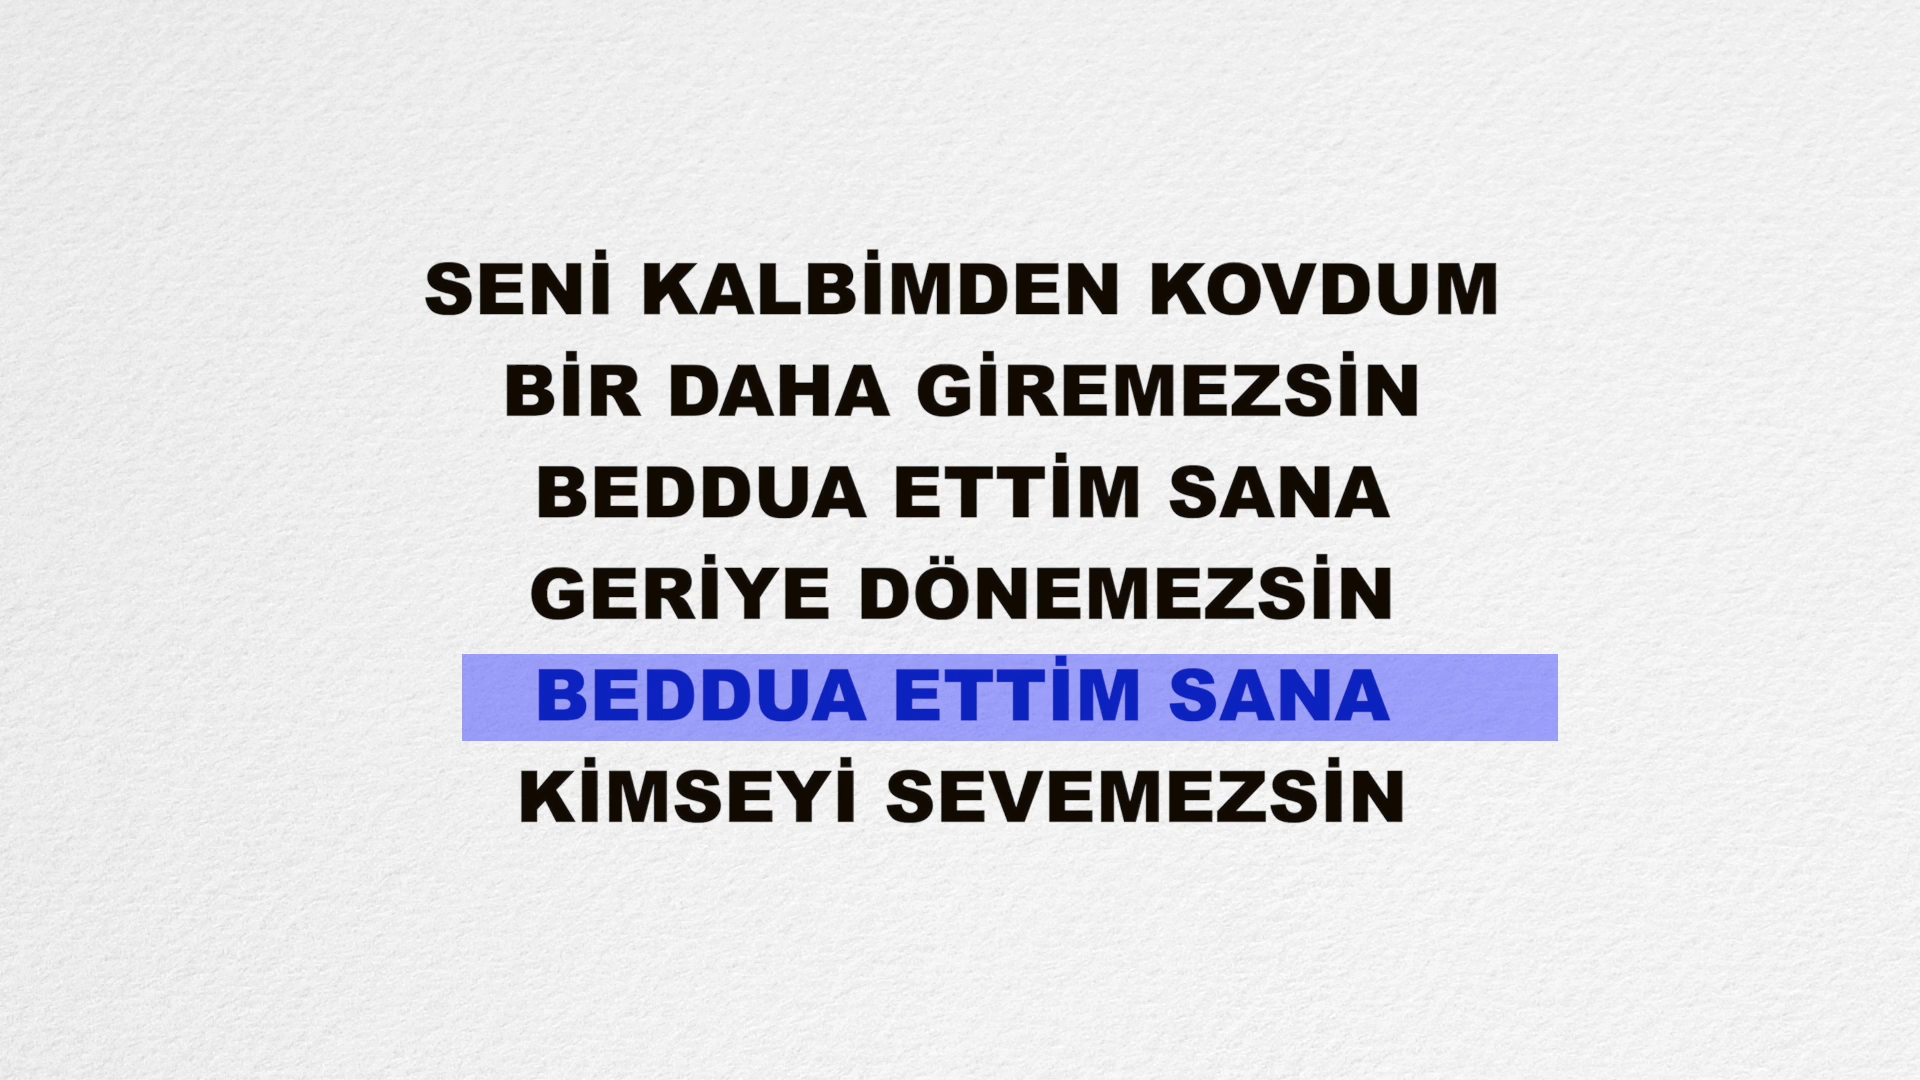 SENİ KALBİMDEN KOVDUM
BİR DAHA GİREMEZSİN
BEDDUA ETTİM SANA
GERİYE DÖNEMEZSİN
BEDDUA ETTİM SANA
KİMSEYİ SEVEMEZSİN